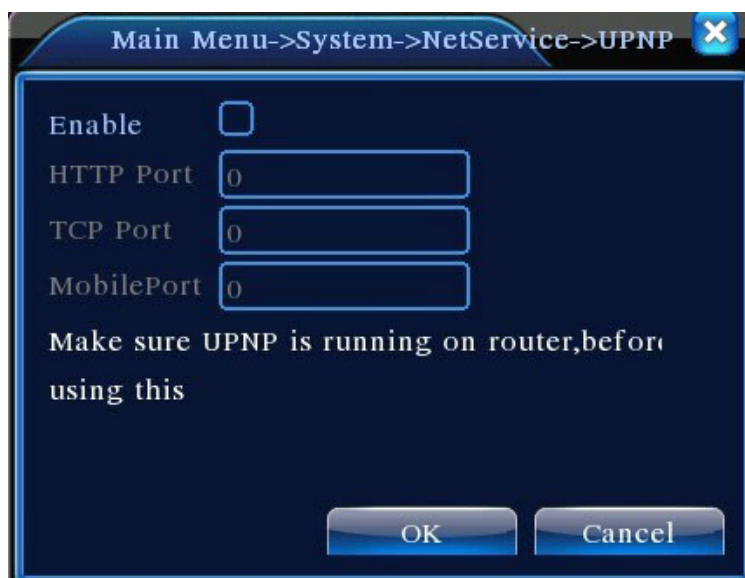 Main Menu->System->NetService->UPNP
Enable
HTTP Port 0
TCP Port 0
MobilePort 0
Make sure UPNP is running on router,before
using this
OK Cancel